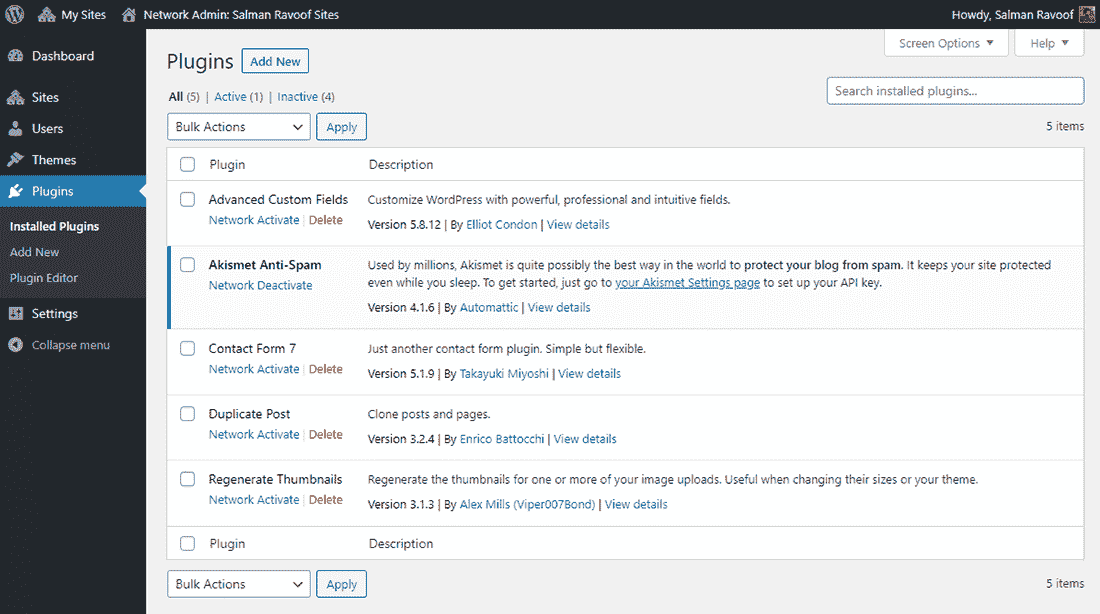 My Sites Network Admin: Salman Ravoof Sites Howdy, Salman Ravoof
Dashboard
Sites
Users
Themes
Plugins
Installed Plugins
Add New
Plugin Editor
Settings
Collapse menu
Screen Options Help
Plugins Add New
All (5) | Active (1) | Inactive (4)
Search installed plugins...
Bulk Actions Apply
5 items
Plugin Description
Advanced Custom Fields Customize WordPress with powerful, professional and intuitive fields.
Network Activate | Delete Version 5.8.12 | By Elliot Condon | View details
Akismet Anti-Spam Used by millions, Akismet is quite possibly the best way in the world to protect your blog from spam. It keeps your site protected
Network Deactivate even while you sleep. To get started, just go to your Akismet Settings page to set up your API key.
Version 4.1.6 | By Automattic | View details
Contact Form 7 Just another contact form plugin. Simple but flexible.
Network Activate | Delete Version 5.1.9 | By Takayuki Miyoshi | View details
Duplicate Post Clone posts and pages.
Network Activate | Delete Version 3.2.4 | By Enrico Battocchi | View details
Regenerate Thumbnails Regenerate the thumbnails for one or more of your image uploads. Useful when changing their sizes or your theme.
Network Activate | Delete Version 3.1.3 | By Alex Mills (Viper007Bond) | View details
Plugin Description
Bulk Actions Apply
5 items